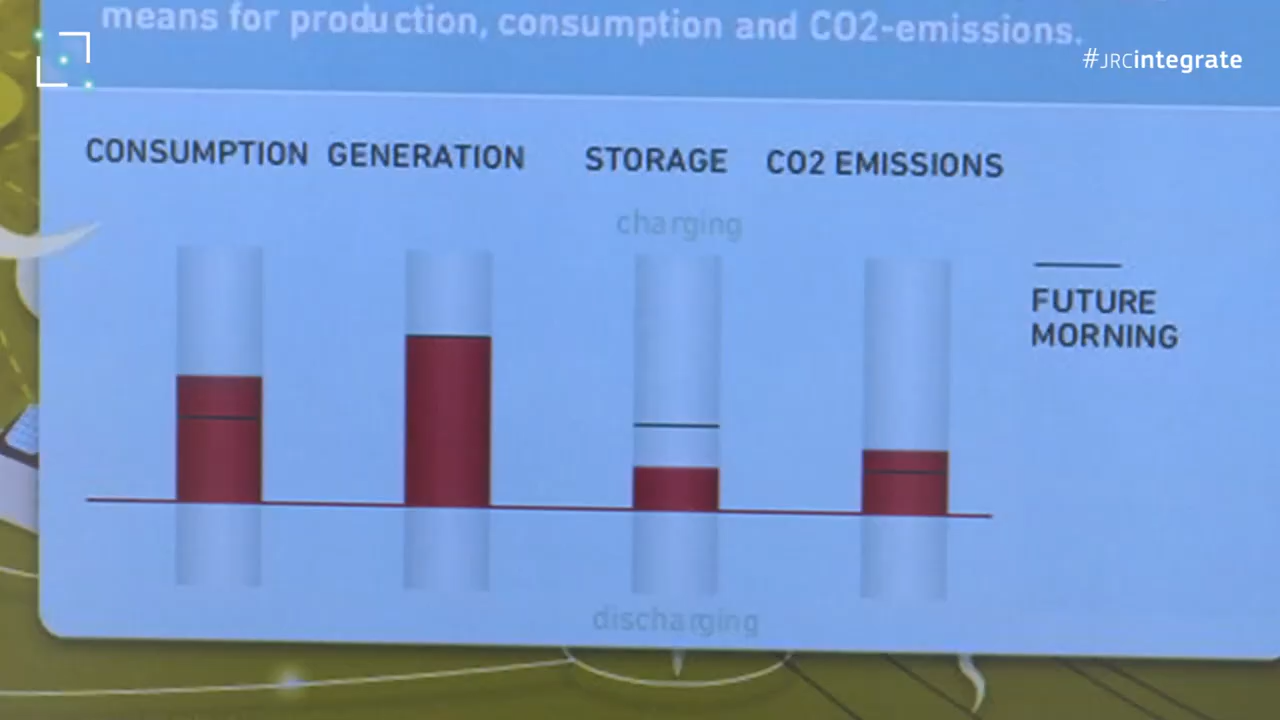 means for production, consumption and CO2-emissions.
#JRCintegrate
CONSUMPTION GENERATION STORAGE CO2 EMISSIONS
charging
FUTURE
MORNING
discharging